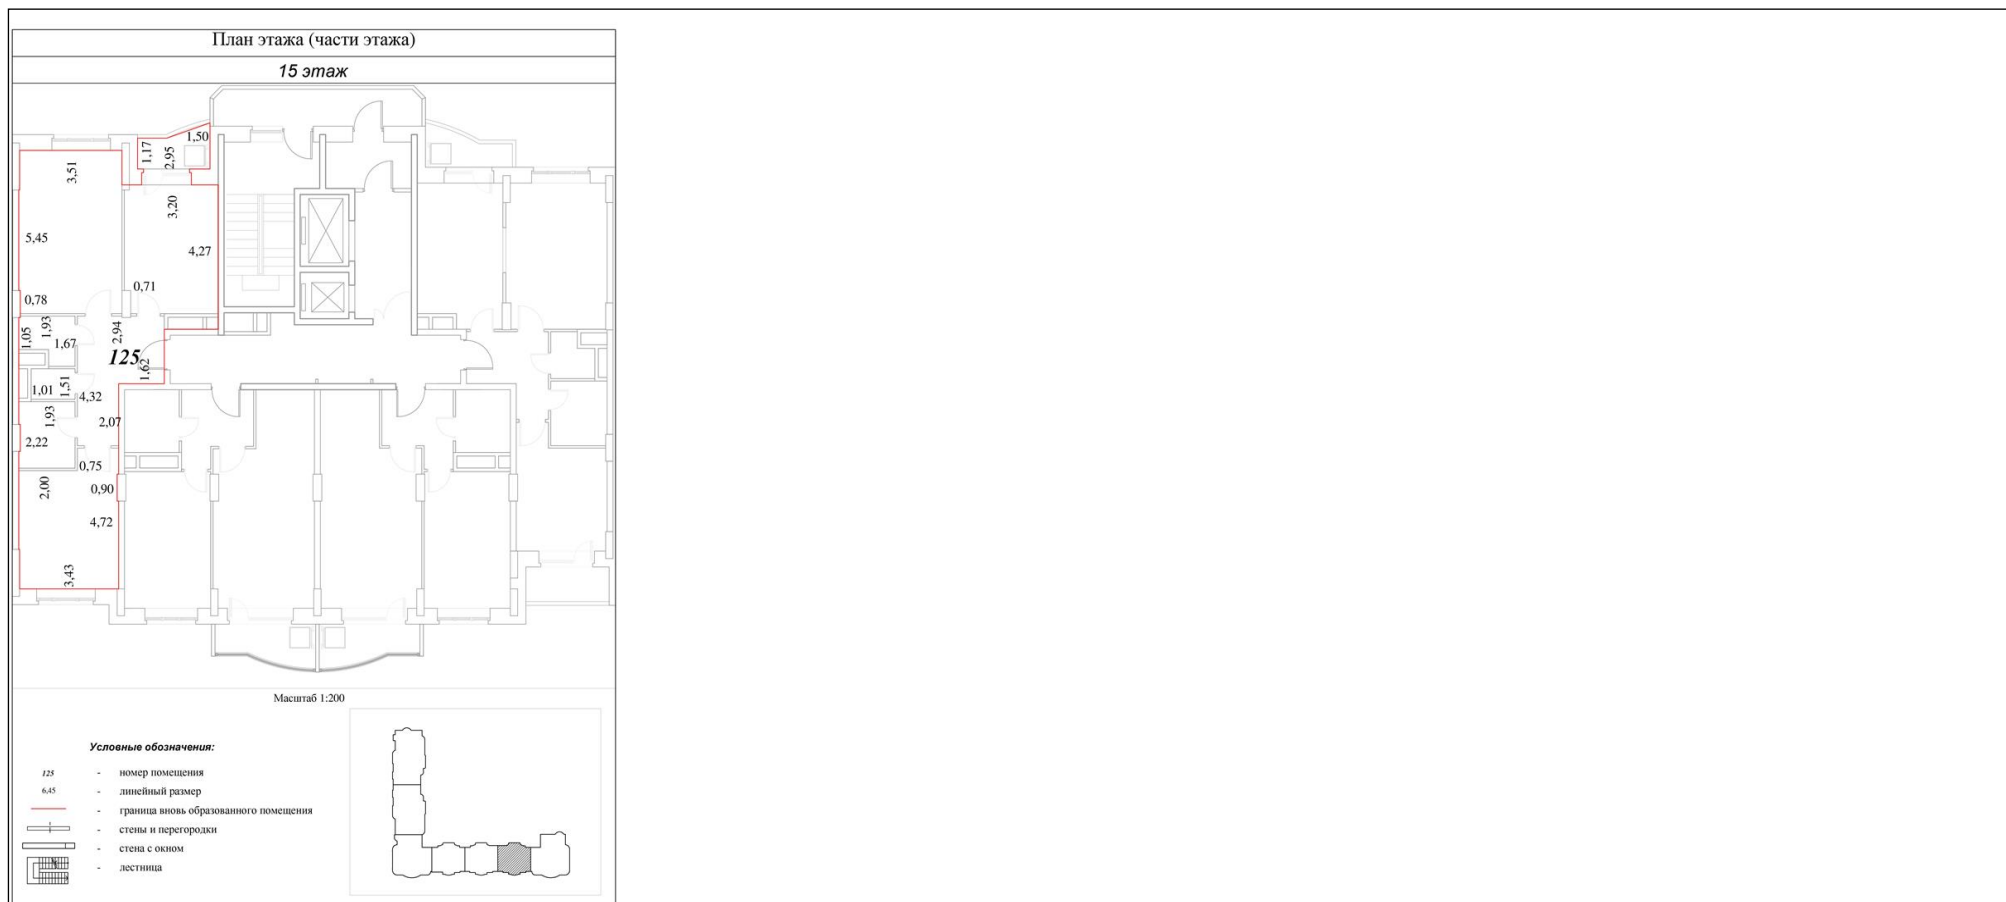 План этажа (части этажа)
15 этаж
1,50
1,17
2,95
3,51
3,20
5,45
4,27
0,71
0,78
1,05
1,93
1,67
2,94
125
1,62
1,01
1,51
4,32
1,93
2,07
2,22
0,75
2,00
0,90
4,72
3,43
Масштаб 1:200
Условные обозначения:
125 - номер помещения
6,45 - линейный размер
- граница вновь образованного помещения
- стены и перегородки
- стена с окном
- лестница